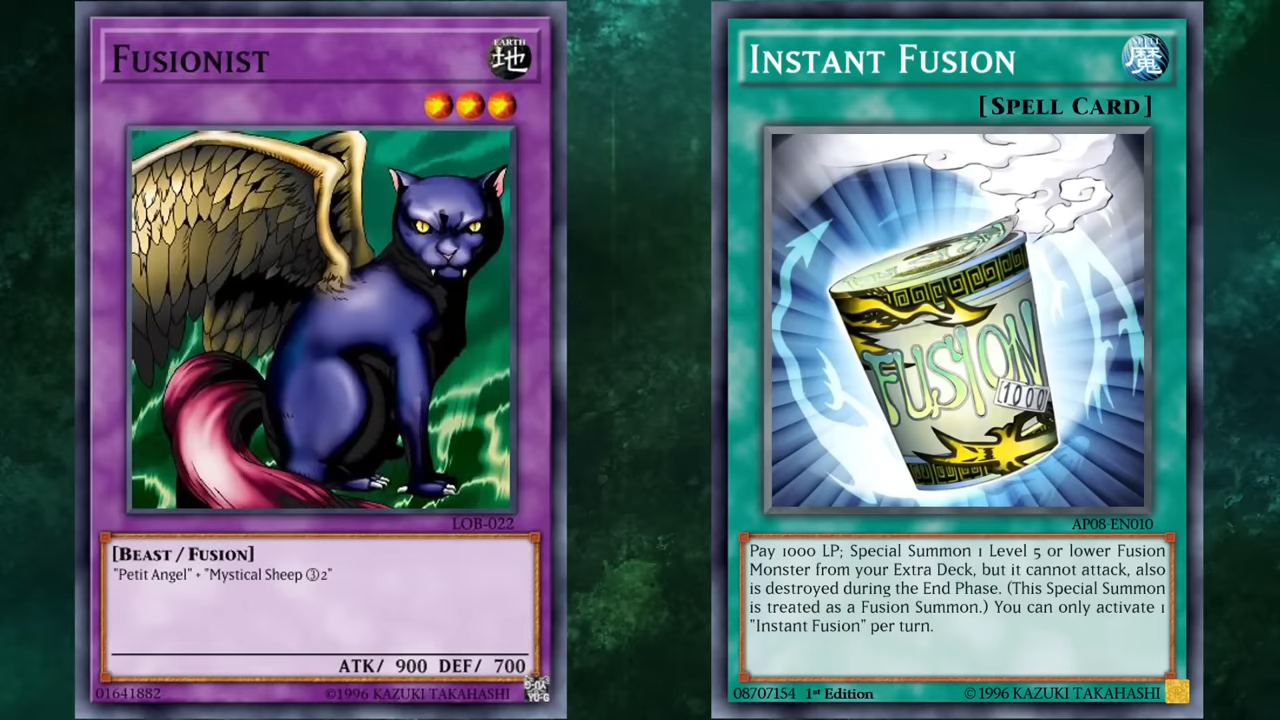 FUSIONIST
EARTH
地
LOB-022
[BEAST / FUSION]
"Petit Angel" + "Mystical Sheep ③2"
ATK/ 900 DEF/ 700
01641882
©1996 KAZUKI TAKAHASHI
INSTANT FUSION
魔
[SPELL CARD]
FUSION
1000
AP08-EN010
Pay 1000 LP; Special Summon 1 Level 5 or lower Fusion
Monster from your Extra Deck, but it cannot attack, also
is destroyed during the End Phase. (This Special Summon
is treated as a Fusion Summon.) You can only activate 1
"Instant Fusion" per turn.
08707154 1st Edition
©1996 KAZUKI TAKAHASHI